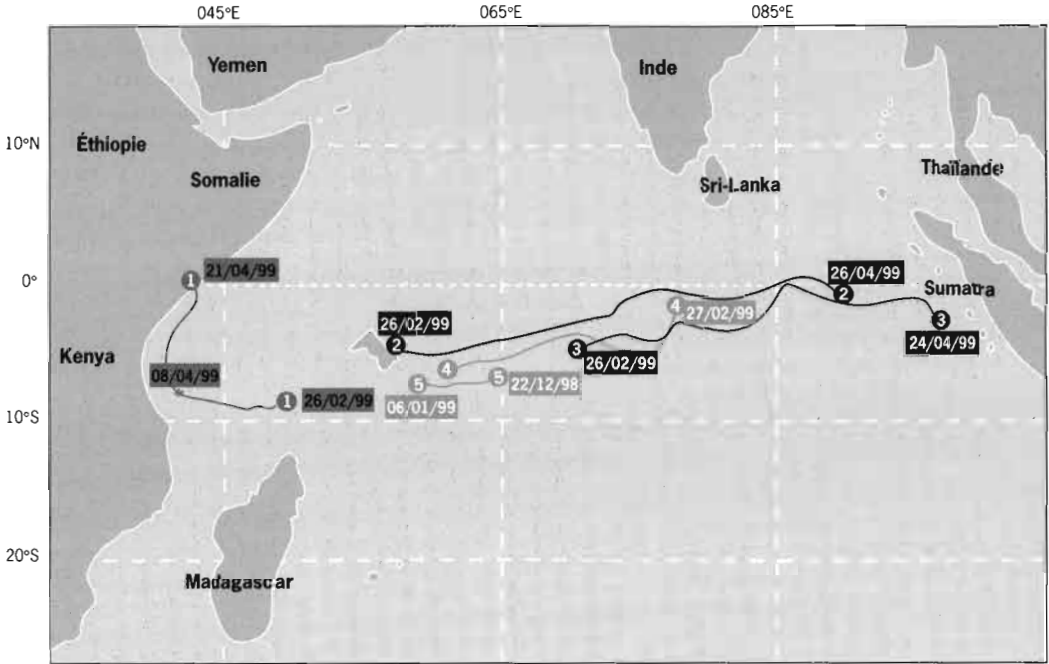 045°E 065°E 085°E
Yemen
Inde
10°N
Éthiopie
Somalie
Sri-Lanka
Thaïlande
0°
1 21/04/99
26/04/99
2
Sumatra
4
27/02/99
26/02/99
2
3
24/04/99
Kenya
3
26/02/99
08/04/99
4
5
5 22/12/98
1 26/02/99
06/01/99
10°S
20°S
Madagascar